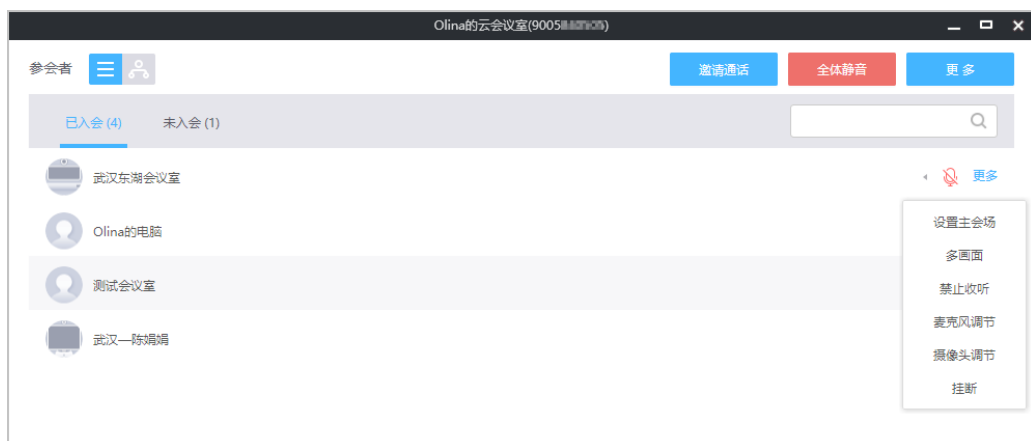 Olina的云会议室(9005
参会者
邀请通话 全体静音 更多
已入会 (4) 未入会 (1)
武汉东湖会议室 更多
Olina的电脑
测试会议室
武汉—陈娟娟
设置主会场
多画面
禁止收听
麦克风调节
摄像头调节
挂断